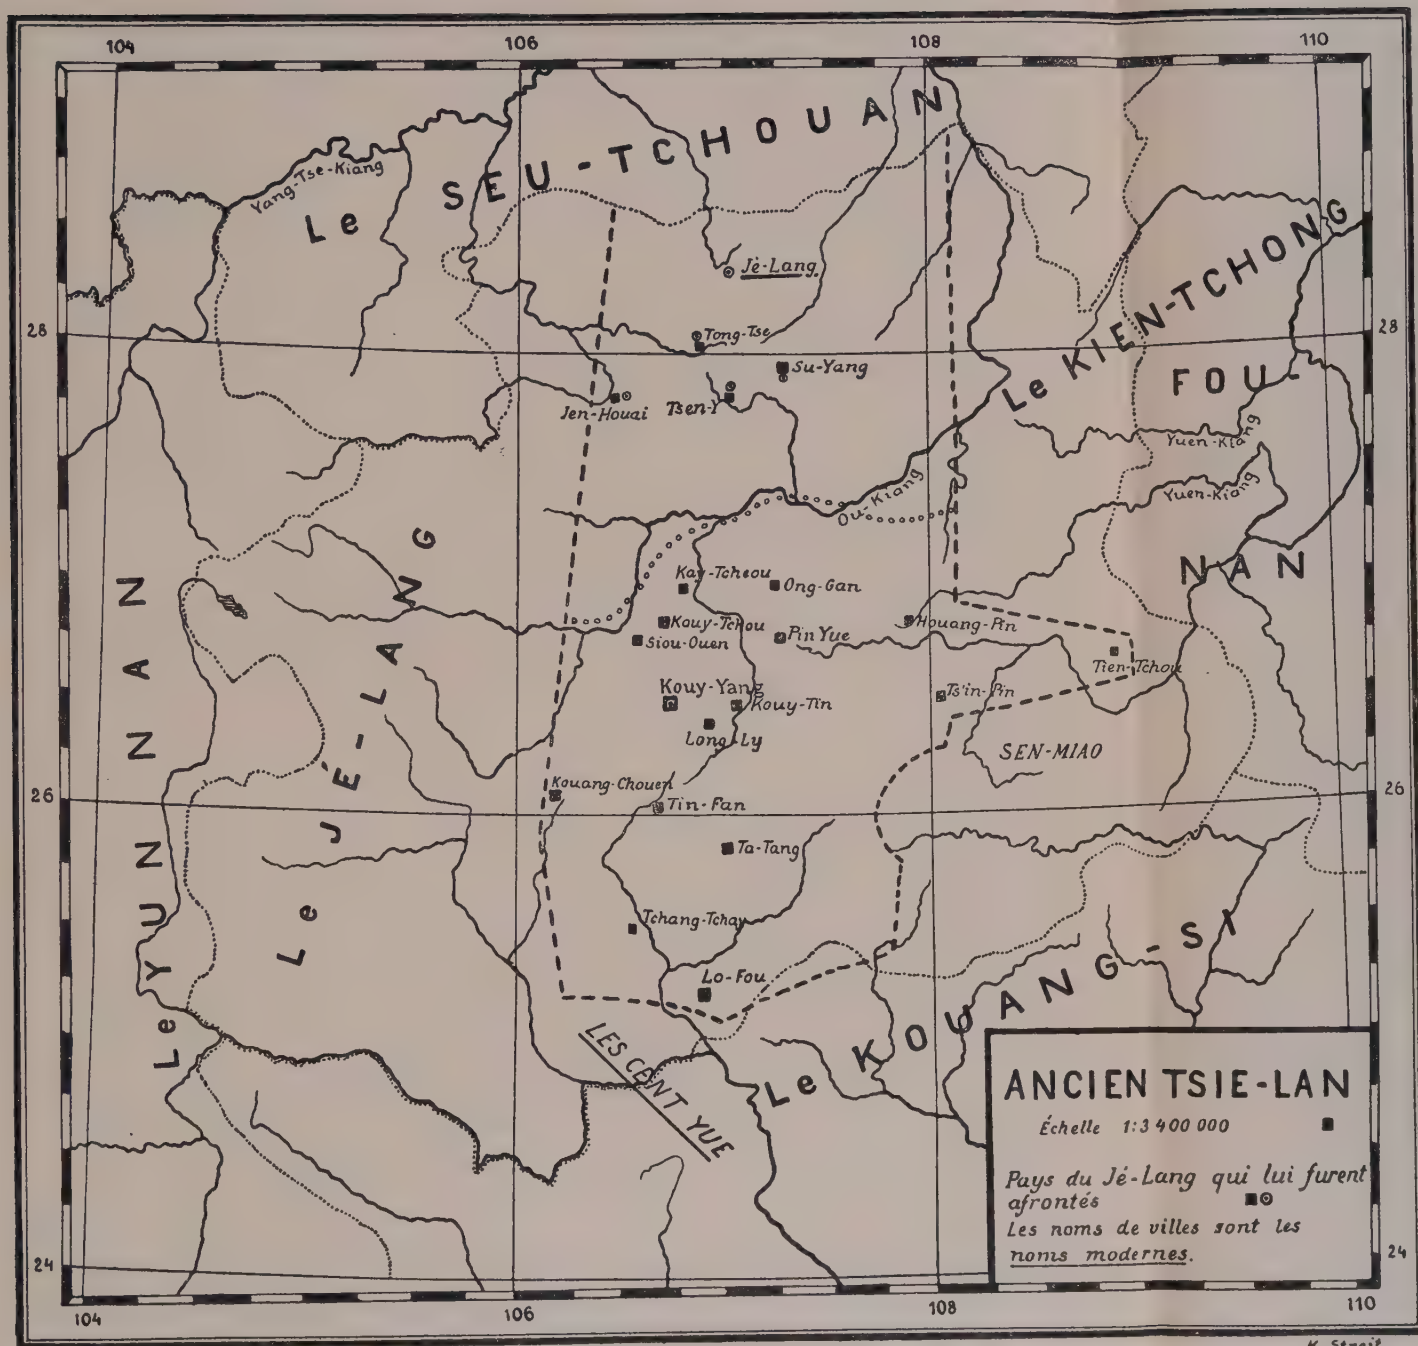 104 106 108 110
Le SEU-TCHOUAN
Yang-Tse-Kiang
Jè-Lang
Le KIEN-TCHONG
FOU-
NAN
28 28
Tong-Tse
Su-Yang
Jen-Houai
Tsen-Y
Yuen-Kiang
Yuen-Kiang
Ou-Kiang
Le JÉ-LANG
Le YUNNAN
Kay-Tcheou
Ong-Gan
Kouy-Tchou
Siou-Ouen
Pin Yue
Houang-Pin
Tien-Tchou
Kouy-Yang
Kouy-Tin
Ts'in-Pin
Long-Ly
SEN-MIAO
Kouang-Chouen
26 26
Tin-Fan
Ta-Tang
Tchang-Tchay
Lo-Fou
LES CENT YUE
Le KOUANG-SI
ANCIEN TSIE-LAN
Échelle 1:3 400 000
Pays du Jé-Lang qui lui furent
afrontés
Les noms de villes sont les
noms modernes.
24 24
104 106 108 110